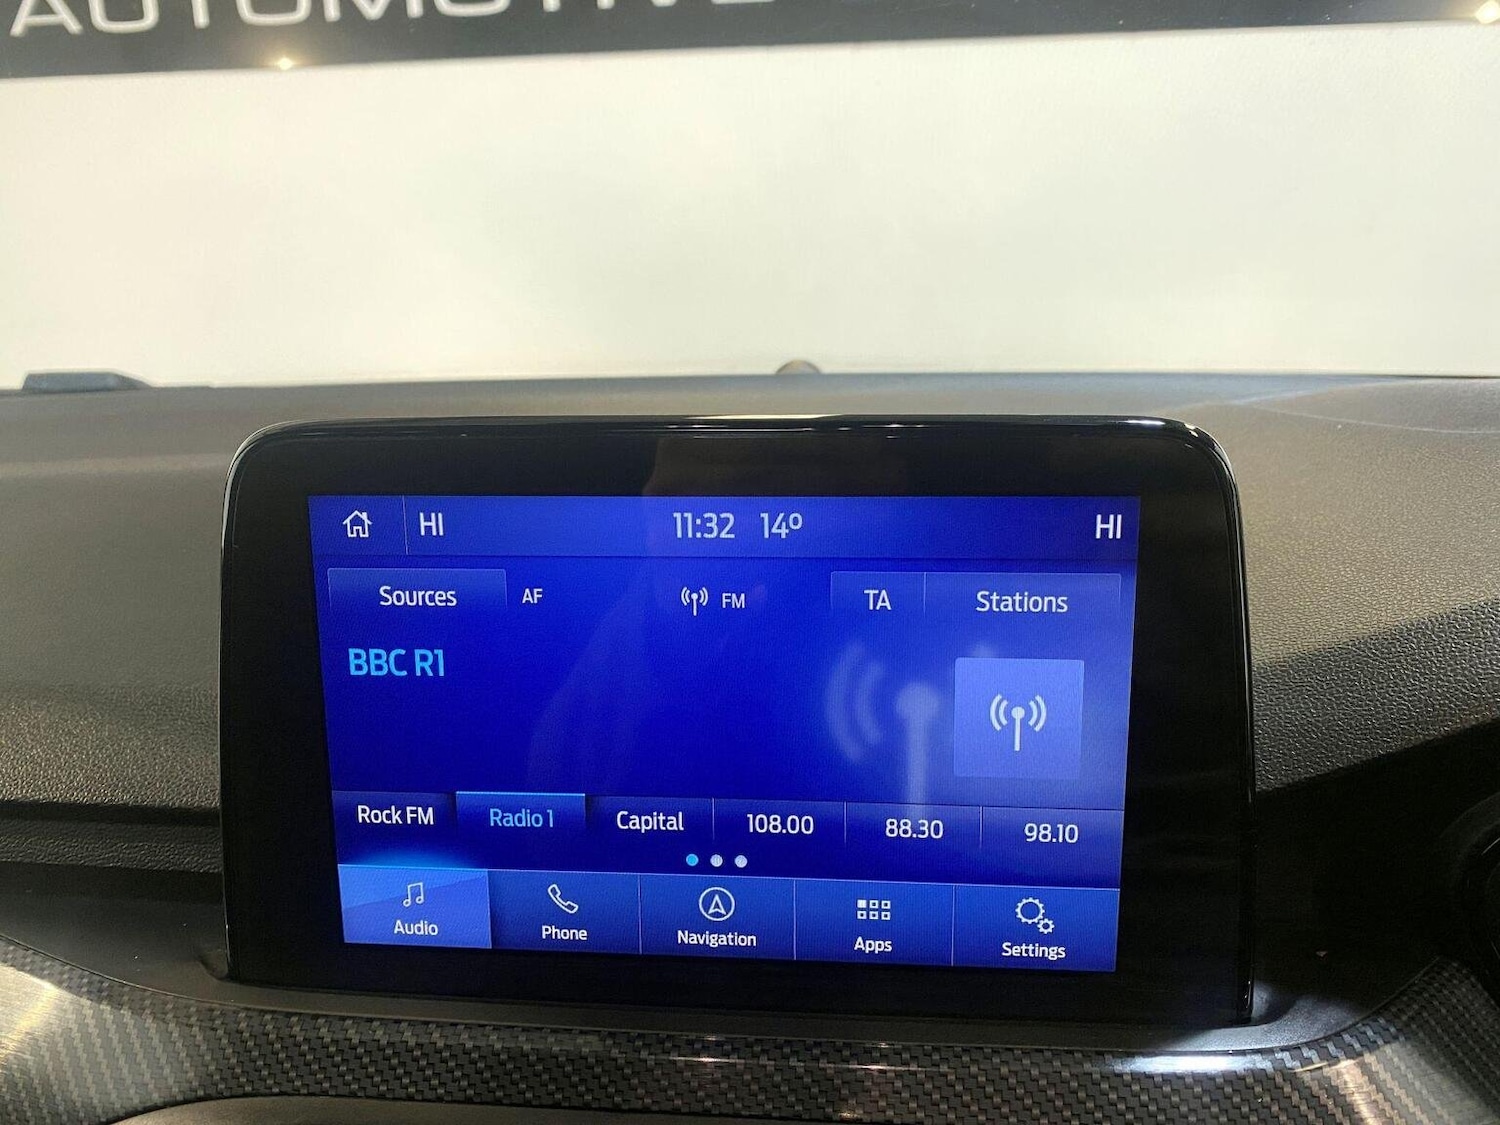 AUTOMOTIVE
HI 11:32 14º HI
Sources AF FM TA Stations
BBC R1
Rock FM Radio 1 Capital 108.00 88.30 98.10
Audio Phone Navigation Apps Settings